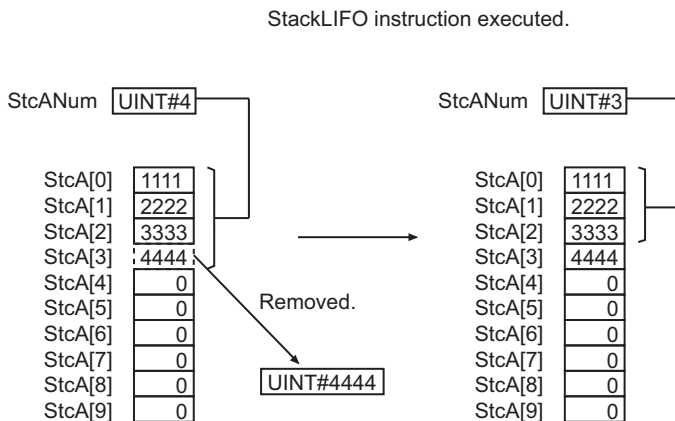 StackLIFO instruction executed.
StcANum UINT#4 StcANum UINT#3
StcA[0] 1111 StcA[0] 1111
StcA[1] 2222 StcA[1] 2222
StcA[2] 3333 StcA[2] 3333
StcA[3] 4444 StcA[3] 4444
StcA[4] 0 StcA[4] 0
StcA[5] 0 Removed. StcA[5] 0
StcA[6] 0 StcA[6] 0
StcA[7] 0 StcA[7] 0
StcA[8] 0 UINT#4444 StcA[8] 0
StcA[9] 0 StcA[9] 0